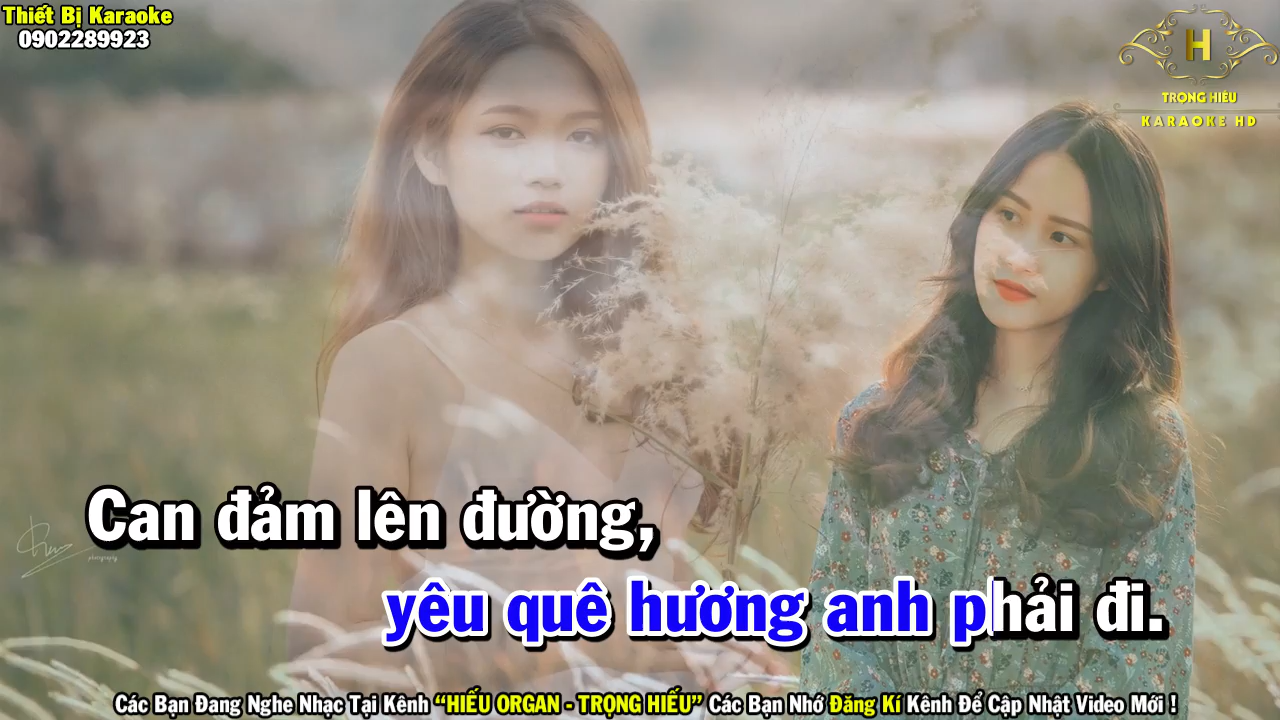 Thiết Bị Karaoke
0902289923
H
TRỌNG HIẾU
KARAOKE HD
Can đảm lên đường,
yêu quê hương anh phải đi.
photography
Các Bạn Đang Nghe Nhạc Tại Kênh “HIẾU ORGAN - TRỌNG HIẾU” Các Bạn Nhớ Đăng Kí Kênh Để Cập Nhật Video Mới !